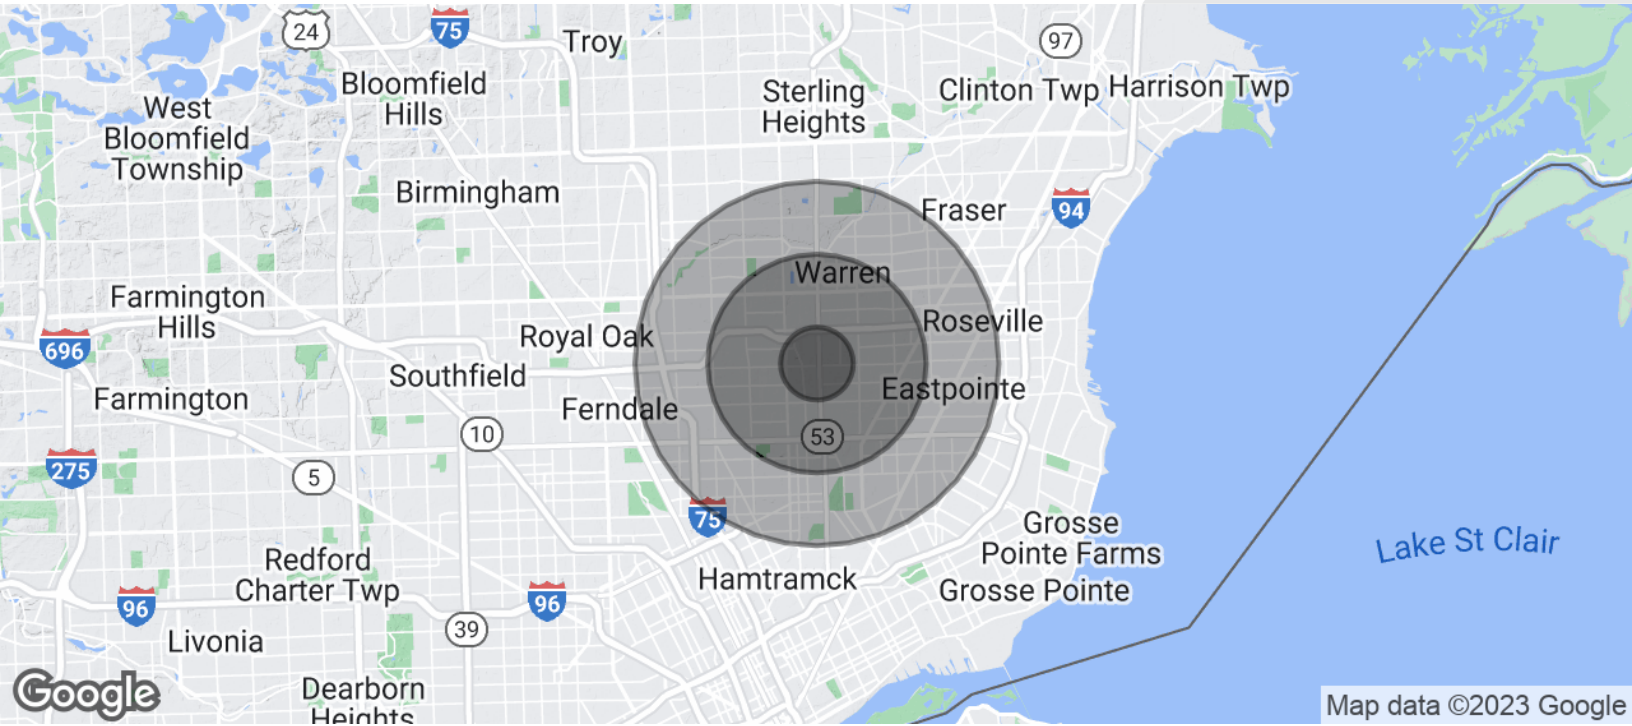 24
75
Troy
97
Bloomfield
Hills
Sterling
Heights
Clinton Twp
Harrison Twp
West
Bloomfield
Township
Birmingham
Fraser
94
Warren
Farmington
Hills
Royal Oak
Roseville
696
Southfield
Eastpointe
Farmington
Ferndale
10
53
275
5
75
Grosse
Pointe Farms
Lake St Clair
Redford
Charter Twp
Hamtramck
Grosse Pointe
96
96
39
Livonia
Dearborn
Heights
Google
Map data ©2023 Google